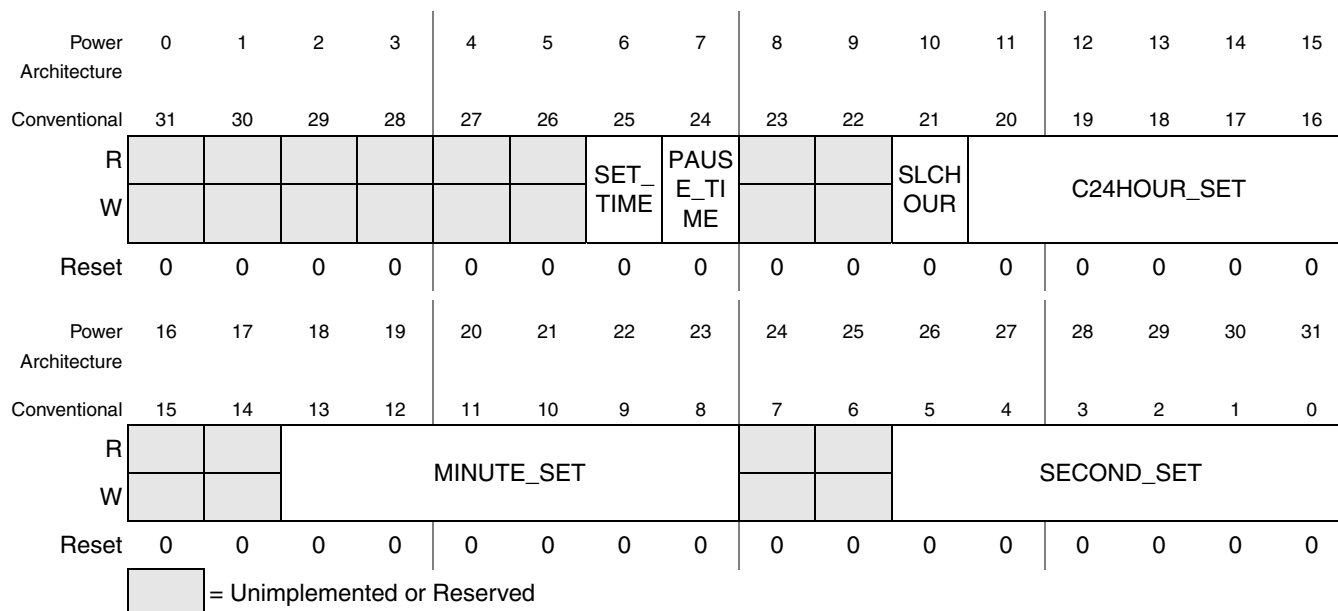 Power 0 1 2 3 4 5 6 7 8 9 10 11 12 13 14 15
Architecture
Conventional 31 30 29 28 27 26 25 24 23 22 21 20 19 18 17 16
R
W
SET_
TIME
PAUS
E_TI
ME
SLCH
OUR
C24HOUR_SET
Reset 0 0 0 0 0 0 0 0 0 0 0 0 0 0 0 0
Power 16 17 18 19 20 21 22 23 24 25 26 27 28 29 30 31
Architecture
Conventional 15 14 13 12 11 10 9 8 7 6 5 4 3 2 1 0
R
W
MINUTE_SET
SECOND_SET
Reset 0 0 0 0 0 0 0 0 0 0 0 0 0 0 0 0
= Unimplemented or Reserved